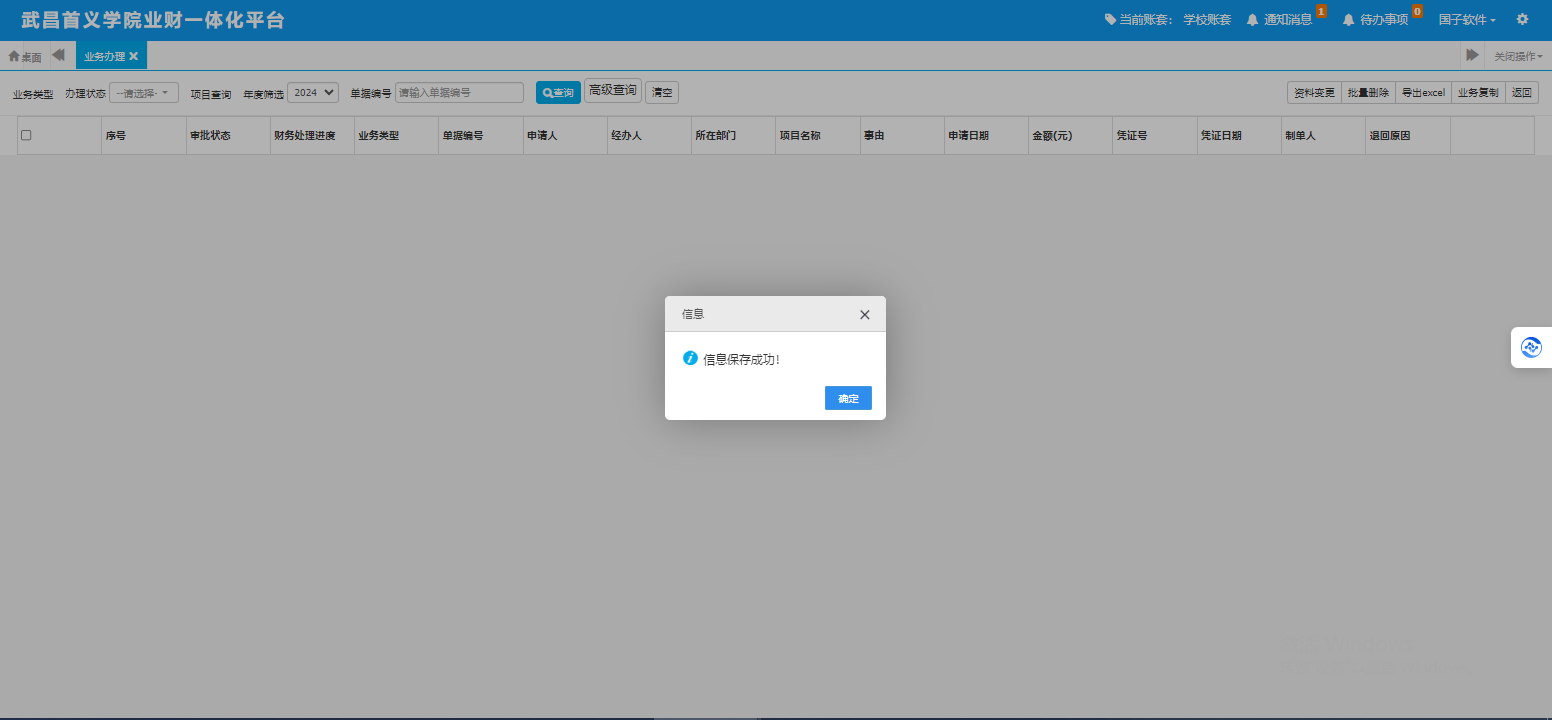 武昌首义学院业财一体化平台
当前账套： 学校账套 通知消息 1 待办事项 0 国子软件
桌面 业务办理 关闭操作
业务类型 办理状态 --请选择- 项目查询 年度筛选 2024 单据编号 请输入单据编号 查询 高级查询 清空 资料变更 批量删除 导出excel 业务复制 返回
序号 审批状态 财务处理进度 业务类型 单据编号 申请人 经办人 所在部门 项目名称 事由 申请日期 金额(元) 凭证号 凭证日期 制单人 退回原因
信息
信息保存成功！
确定